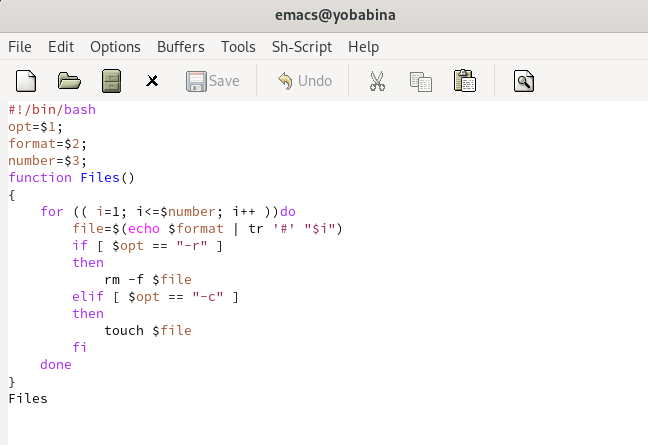 emacs@yobabina
File Edit Options Buffers Tools Sh-Script Help
Save Undo
#!/bin/bash
opt=$1;
format=$2;
number=$3;
function Files()
{
    for (( i=1; i<=$number; i++ ))do
        file=$(echo $format | tr '#' "$i")
        if [ $opt == "-r" ]
        then
            rm -f $file
        elif [ $opt == "-c" ]
        then
            touch $file
        fi
    done
}
Files